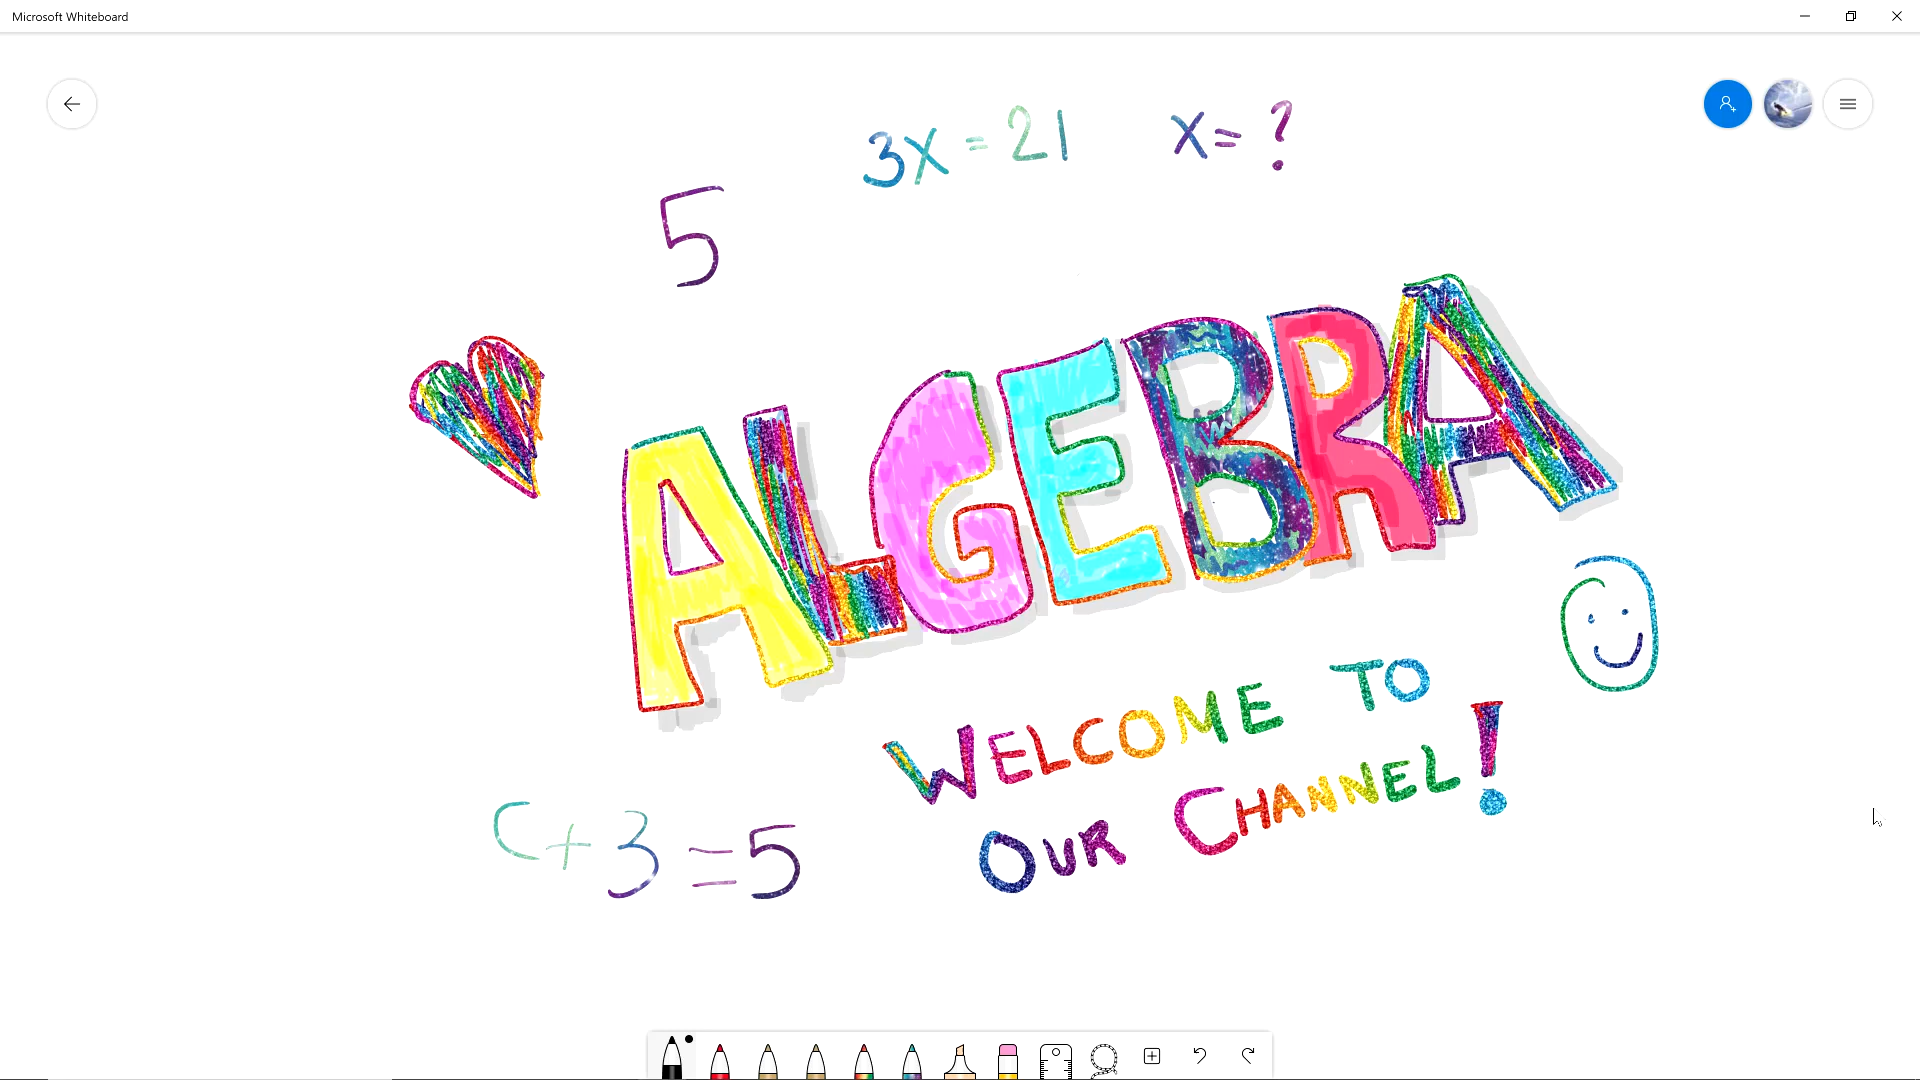 Microsoft Whiteboard
3x = 21 x = ?
5
ALGEBRA
WELCOME TO
OUR CHANNEL!
C + 3 = 5